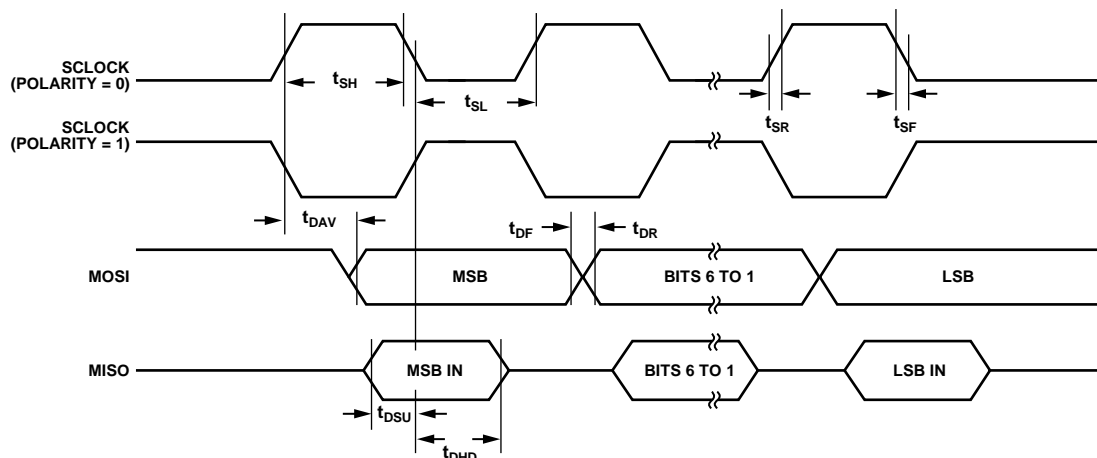 SCLOCK
(POLARITY = 0)
tSH
tSL
tSR
tSF
SCLOCK
(POLARITY = 1)
tDAV
tDF
tDR
MOSI
MSB
BITS 6 TO 1
LSB
MISO
MSB IN
BITS 6 TO 1
LSB IN
tDSU
tDHD